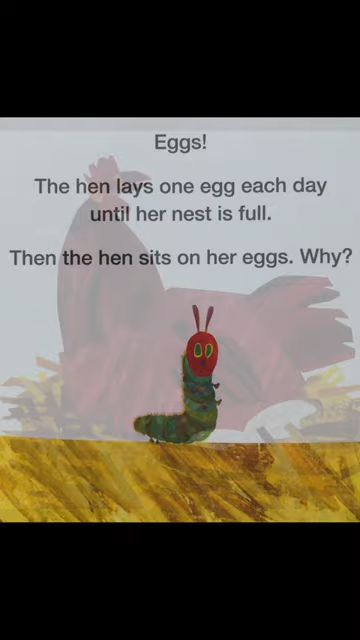 Eggs!
The hen lays one egg each day
until her nest is full.
Then the hen sits on her eggs. Why?